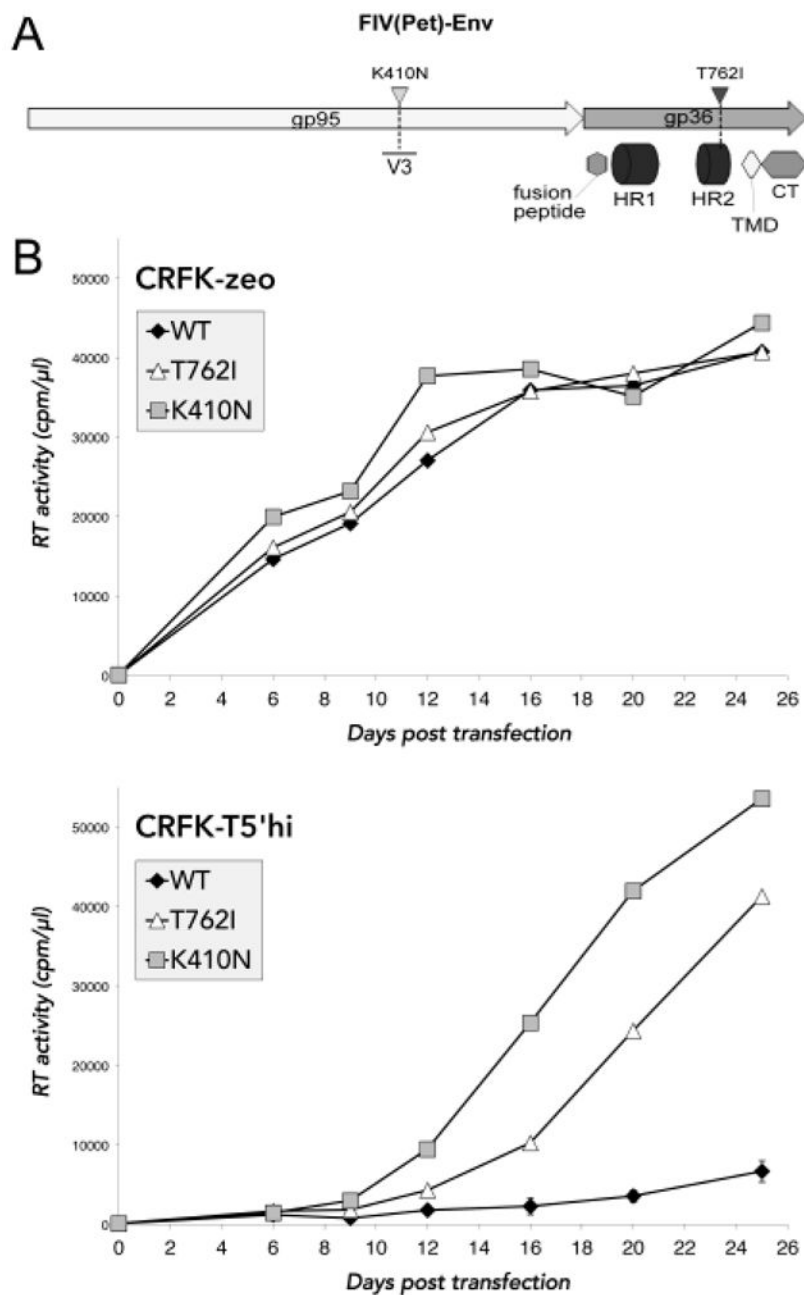 A
FIV(Pet)-Env
K410N
T762I
gp95
gp36
V3
fusion
peptide
HR1
HR2
TMD
CT
B
CRFK-zeo
WT
T762I
K410N
RT activity (cpm/µl)
50000
40000
30000
20000
10000
0
0 2 4 6 8 10 12 14 16 18 20 22 24 26
Days post transfection
CRFK-T5'hi
WT
T762I
K410N
RT activity (cpm/µl)
50000
40000
30000
20000
10000
0
0 2 4 6 8 10 12 14 16 18 20 22 24 26
Days post transfection